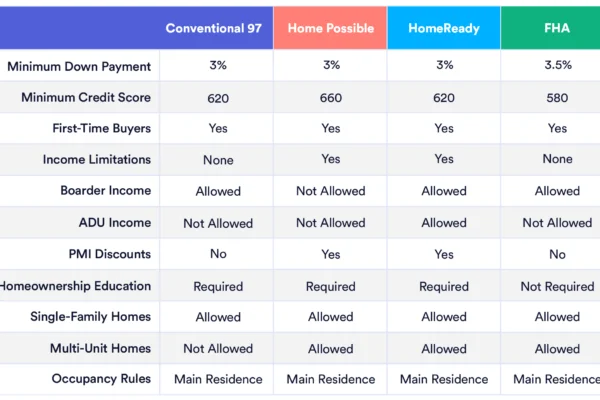 Conventional 97 Home Possible HomeReady FHA
Minimum Down Payment 3% 3% 3% 3.5%
Minimum Credit Score 620 660 620 580
First-Time Buyers Yes Yes Yes Yes
Income Limitations None Yes Yes None
Boarder Income Allowed Not Allowed Allowed Allowed
ADU Income Not Allowed Not Allowed Allowed Not Allowed
PMI Discounts No Yes Yes No
Homeownership Education Required Required Required Not Required
Single-Family Homes Allowed Allowed Allowed Allowed
Multi-Unit Homes Not Allowed Allowed Allowed Allowed
Occupancy Rules Main Residence Main Residence Main Residence Main Residence